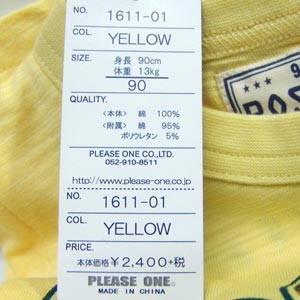 NO. 1611-01
COL. YELLOW
SIZE. 身長 90cm
体重 13kg
90
QUALITY.
<本体> 綿 100%
<附属> 綿 95%
ポリウレタン 5%
PLEASE ONE CO.,LTD.
052-910-8511
http://www.please-one.co.jp
NO. 1611-01
COL. YELLOW
PRICE.
本体価格¥2,400+税
PLEASE ONE.
MADE IN CHINA